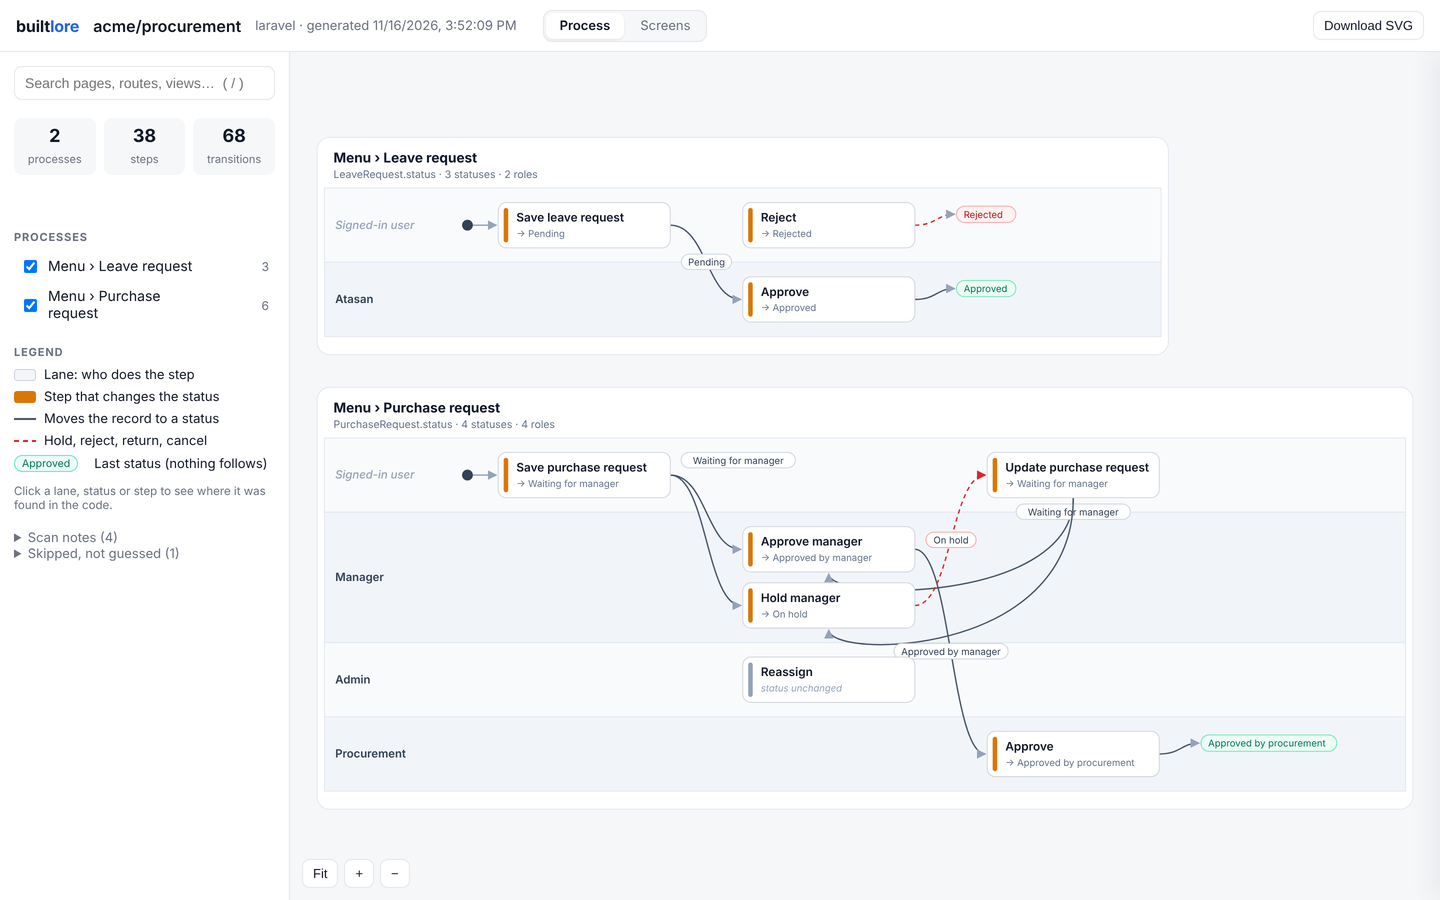 builtlore acme/procurement laravel · generated 11/16/2026, 3:52:09 PM Process Screens Download SVG
Search pages, routes, views… ( / )
2 38 68
processes steps transitions
PROCESSES
Menu › Leave request 3
Menu › Purchase request 6
LEGEND
Lane: who does the step
Step that changes the status
Moves the record to a status
Hold, reject, return, cancel
Approved Last status (nothing follows)
Click a lane, status or step to see where it was
found in the code.
▶ Scan notes (4)
▶ Skipped, not guessed (1)
Menu › Leave request
LeaveRequest.status · 3 statuses · 2 roles
Signed-in user
Save leave request
→ Pending
Reject
→ Rejected
Rejected
Pending
Atasan
Approve
→ Approved
Approved
Menu › Purchase request
PurchaseRequest.status · 4 statuses · 4 roles
Signed-in user
Save purchase request
→ Waiting for manager
Waiting for manager
Update purchase request
→ Waiting for manager
Waiting for manager
Manager
Approve manager
→ Approved by manager
On hold
Hold manager
→ On hold
Approved by manager
Admin
Reassign
status unchanged
Procurement
Approve
→ Approved by procurement
Approved by procurement
Fit + −